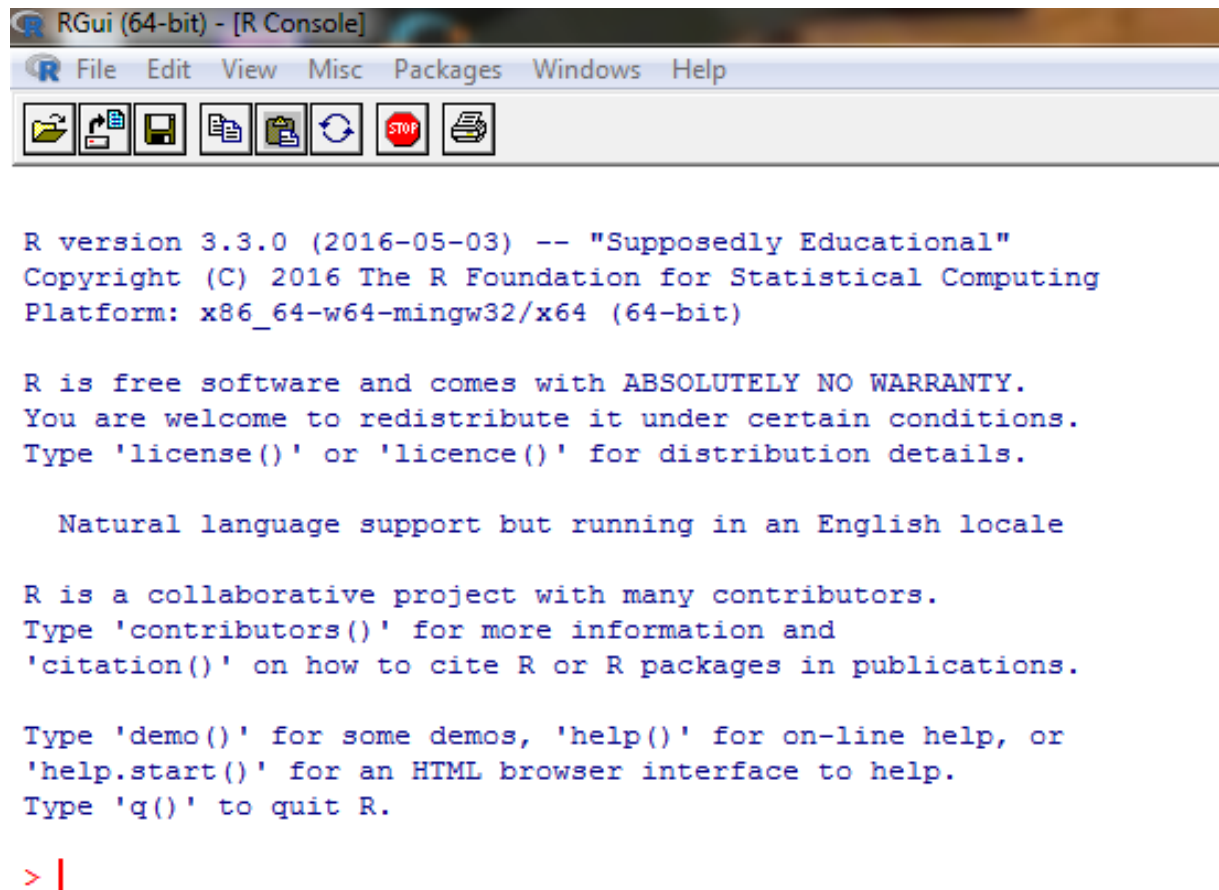 RGui (64-bit) - [R Console]
File Edit View Misc Packages Windows Help
STOP
R version 3.3.0 (2016-05-03) -- "Supposedly Educational"
Copyright (C) 2016 The R Foundation for Statistical Computing
Platform: x86_64-w64-mingw32/x64 (64-bit)
R is free software and comes with ABSOLUTELY NO WARRANTY.
You are welcome to redistribute it under certain conditions.
Type 'license()' or 'licence()' for distribution details.
Natural language support but running in an English locale
R is a collaborative project with many contributors.
Type 'contributors()' for more information and
'citation()' on how to cite R or R packages in publications.
Type 'demo()' for some demos, 'help()' for on-line help, or
'help.start()' for an HTML browser interface to help.
Type 'q()' to quit R.
>